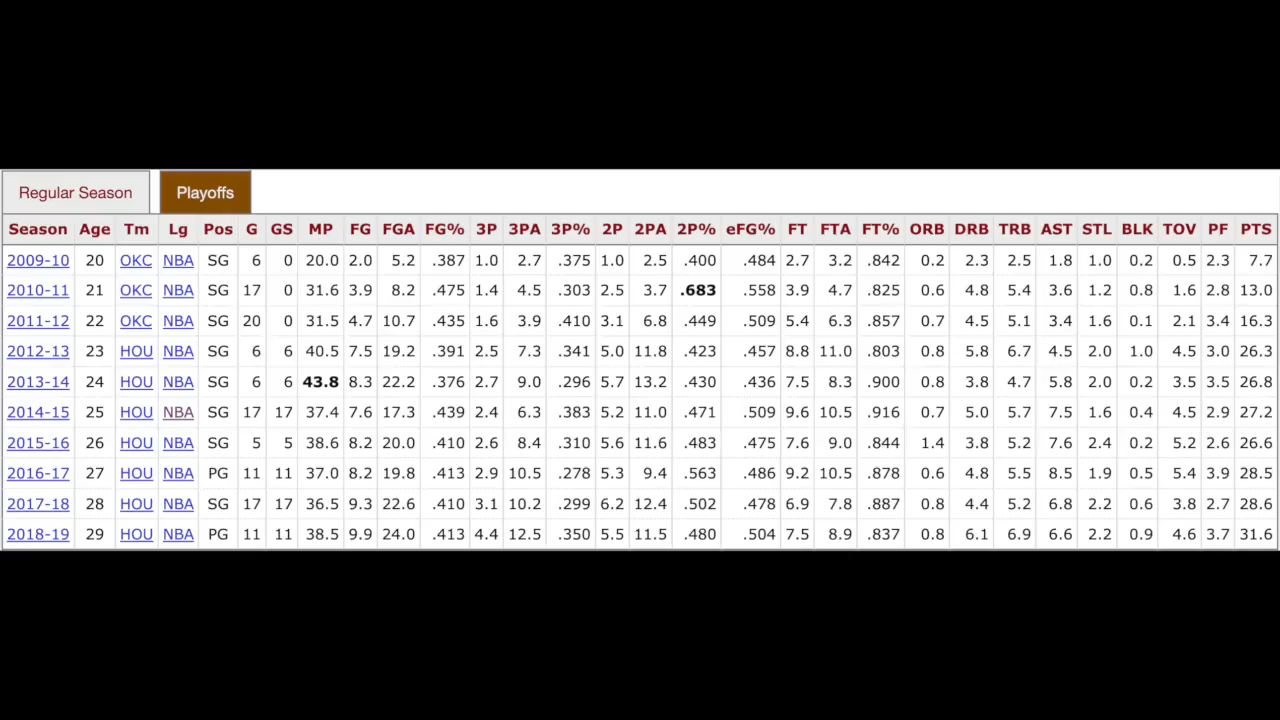 Regular Season Playoffs
Season Age Tm Lg Pos G GS MP FG FGA FG% 3P 3PA 3P% 2P 2PA 2P% eFG% FT FTA FT% ORB DRB TRB AST STL BLK TOV PF PTS
2009-10 20 OKC NBA SG 6 0 20.0 2.0 5.2 .387 1.0 2.7 .375 1.0 2.5 .400 .484 2.7 3.2 .842 0.2 2.3 2.5 1.8 1.0 0.2 0.5 2.3 7.7
2010-11 21 OKC NBA SG 17 0 31.6 3.9 8.2 .475 1.4 4.5 .303 2.5 3.7 .683 .558 3.9 4.7 .825 0.6 4.8 5.4 3.6 1.2 0.8 1.6 2.8 13.0
2011-12 22 OKC NBA SG 20 0 31.5 4.7 10.7 .435 1.6 3.9 .410 3.1 6.8 .449 .509 5.4 6.3 .857 0.7 4.5 5.1 3.4 1.6 0.1 2.1 3.4 16.3
2012-13 23 HOU NBA SG 6 6 40.5 7.5 19.2 .391 2.5 7.3 .341 5.0 11.8 .423 .457 8.8 11.0 .803 0.8 5.8 6.7 4.5 2.0 1.0 4.5 3.0 26.3
2013-14 24 HOU NBA SG 6 6 43.8 8.3 22.2 .376 2.7 9.0 .296 5.7 13.2 .430 .436 7.5 8.3 .900 0.8 3.8 4.7 5.8 2.0 0.2 3.5 3.5 26.8
2014-15 25 HOU NBA SG 17 17 37.4 7.6 17.3 .439 2.4 6.3 .383 5.2 11.0 .471 .509 9.6 10.5 .916 0.7 5.0 5.7 7.5 1.6 0.4 4.5 2.9 27.2
2015-16 26 HOU NBA SG 5 5 38.6 8.2 20.0 .410 2.6 8.4 .310 5.6 11.6 .483 .475 7.6 9.0 .844 1.4 3.8 5.2 7.6 2.4 0.2 5.2 2.6 26.6
2016-17 27 HOU NBA PG 11 11 37.0 8.2 19.8 .413 2.9 10.5 .278 5.3 9.4 .563 .486 9.2 10.5 .878 0.6 4.8 5.5 8.5 1.9 0.5 5.4 3.9 28.5
2017-18 28 HOU NBA SG 17 17 36.5 9.3 22.6 .410 3.1 10.2 .299 6.2 12.4 .502 .478 6.9 7.8 .887 0.8 4.4 5.2 6.8 2.2 0.6 3.8 2.7 28.6
2018-19 29 HOU NBA PG 11 11 38.5 9.9 24.0 .413 4.4 12.5 .350 5.5 11.5 .480 .504 7.5 8.9 .837 0.8 6.1 6.9 6.6 2.2 0.9 4.6 3.7 31.6